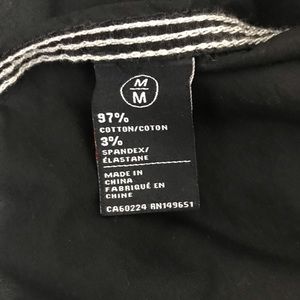 M/
M
97%
COTTON/COTON
3%
SPANDEX/
ÉLASTANE
MADE IN
CHINA
FABRIQUÉ EN
CHINE
CA60224 RN149651